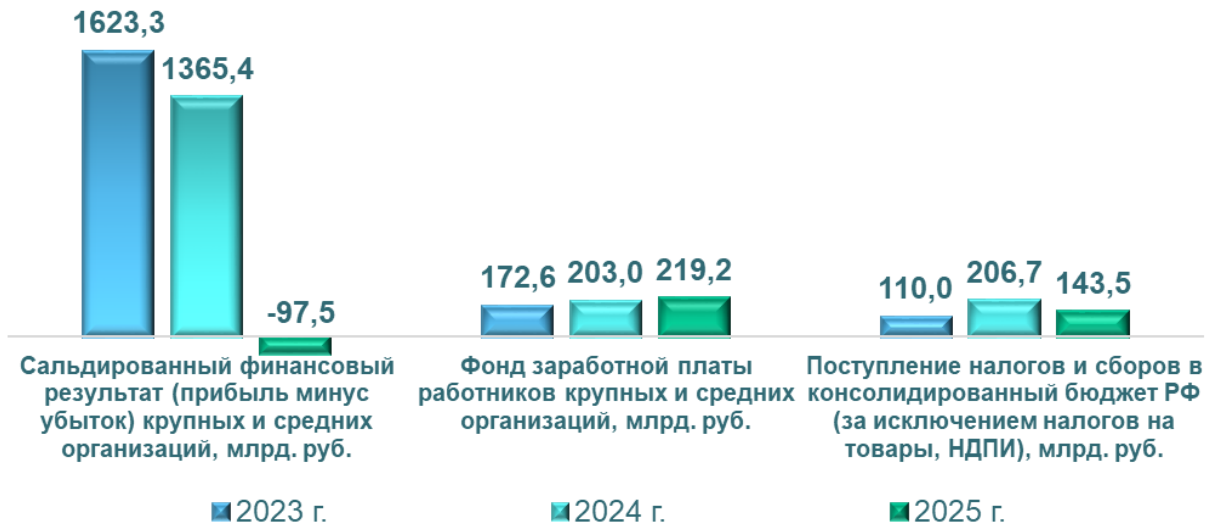 1623,3
1365,4
-97,5
172,6
203,0
219,2
110,0
206,7
143,5
Сальдированный финансовый
результат (прибыль минус
убыток) крупных и средних
организаций, млрд. руб.
Фонд заработной платы
работников крупных и средних
организаций, млрд. руб.
Поступление налогов и сборов в
консолидированный бюджет РФ
(за исключением налогов на
товары, НДПИ), млрд. руб.
2023 г.
2024 г.
2025 г.